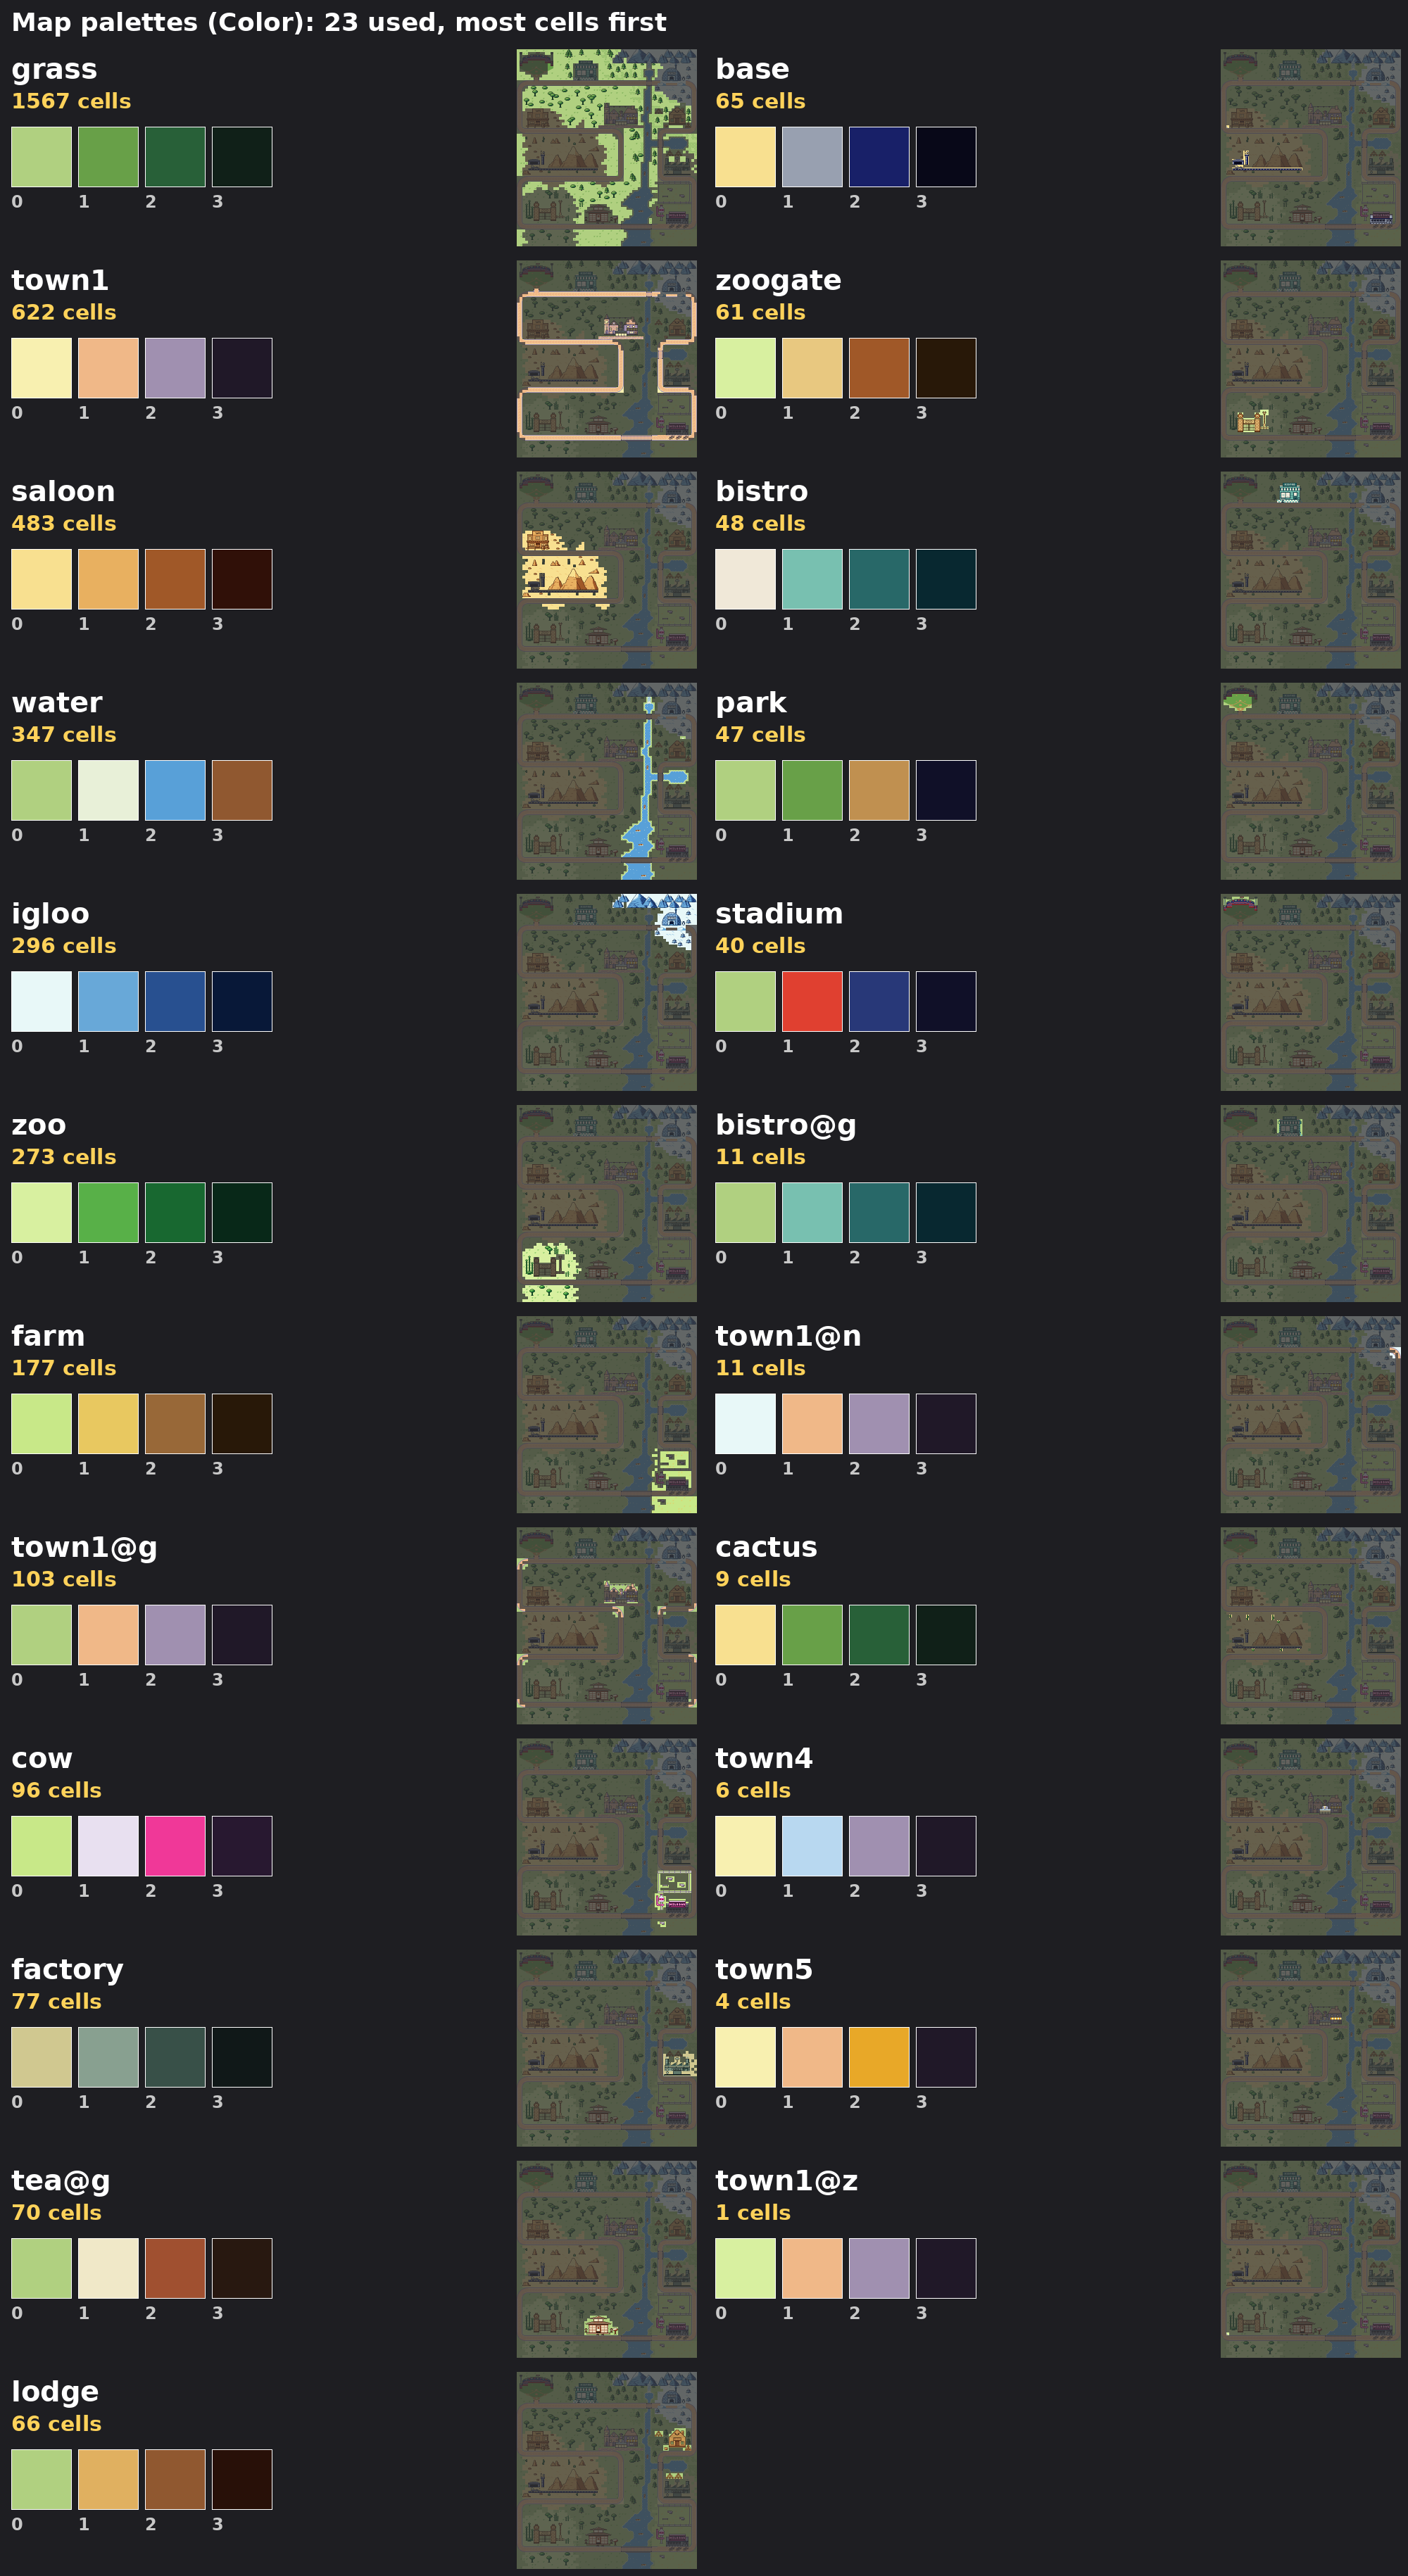 Map palettes (Color): 23 used, most cells first
grass
1567 cells
0 1 2 3
town1
622 cells
0 1 2 3
saloon
483 cells
0 1 2 3
water
347 cells
0 1 2 3
igloo
296 cells
0 1 2 3
zoo
273 cells
0 1 2 3
farm
177 cells
0 1 2 3
town1@g
103 cells
0 1 2 3
cow
96 cells
0 1 2 3
factory
77 cells
0 1 2 3
tea@g
70 cells
0 1 2 3
lodge
66 cells
0 1 2 3
base
65 cells
0 1 2 3
zoogate
61 cells
0 1 2 3
bistro
48 cells
0 1 2 3
park
47 cells
0 1 2 3
stadium
40 cells
0 1 2 3
bistro@g
11 cells
0 1 2 3
town1@n
11 cells
0 1 2 3
cactus
9 cells
0 1 2 3
town4
6 cells
0 1 2 3
town5
4 cells
0 1 2 3
town1@z
1 cells
0 1 2 3